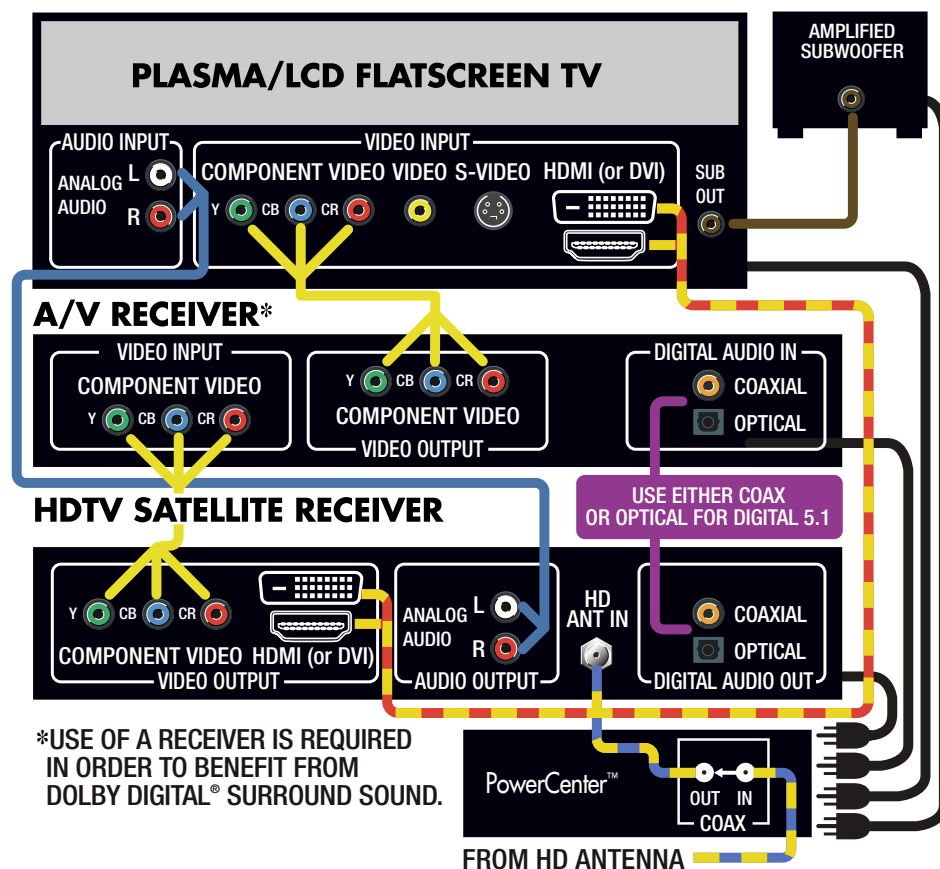 PLASMA/LCD FLATSCREEN TV
AMPLIFIED
SUBWOOFER
AUDIO INPUT
ANALOG
AUDIO
L
R
VIDEO INPUT
COMPONENT VIDEO VIDEO S-VIDEO HDMI (or DVI)
Y CB CR
SUB
OUT
A/V RECEIVER*
VIDEO INPUT
COMPONENT VIDEO
Y CB CR
Y CB CR
COMPONENT VIDEO
VIDEO OUTPUT
DIGITAL AUDIO IN
COAXIAL
OPTICAL
USE EITHER COAX
OR OPTICAL FOR DIGITAL 5.1
HDTV SATELLITE RECEIVER
Y CB CR
COMPONENT VIDEO HDMI (or DVI)
VIDEO OUTPUT
ANALOG
AUDIO
L
R
AUDIO OUTPUT
HD
ANT IN
COAXIAL
OPTICAL
DIGITAL AUDIO OUT
*USE OF A RECEIVER IS REQUIRED
IN ORDER TO BENEFIT FROM
DOLBY DIGITAL® SURROUND SOUND.
PowerCenter™
OUT IN
COAX
FROM HD ANTENNA